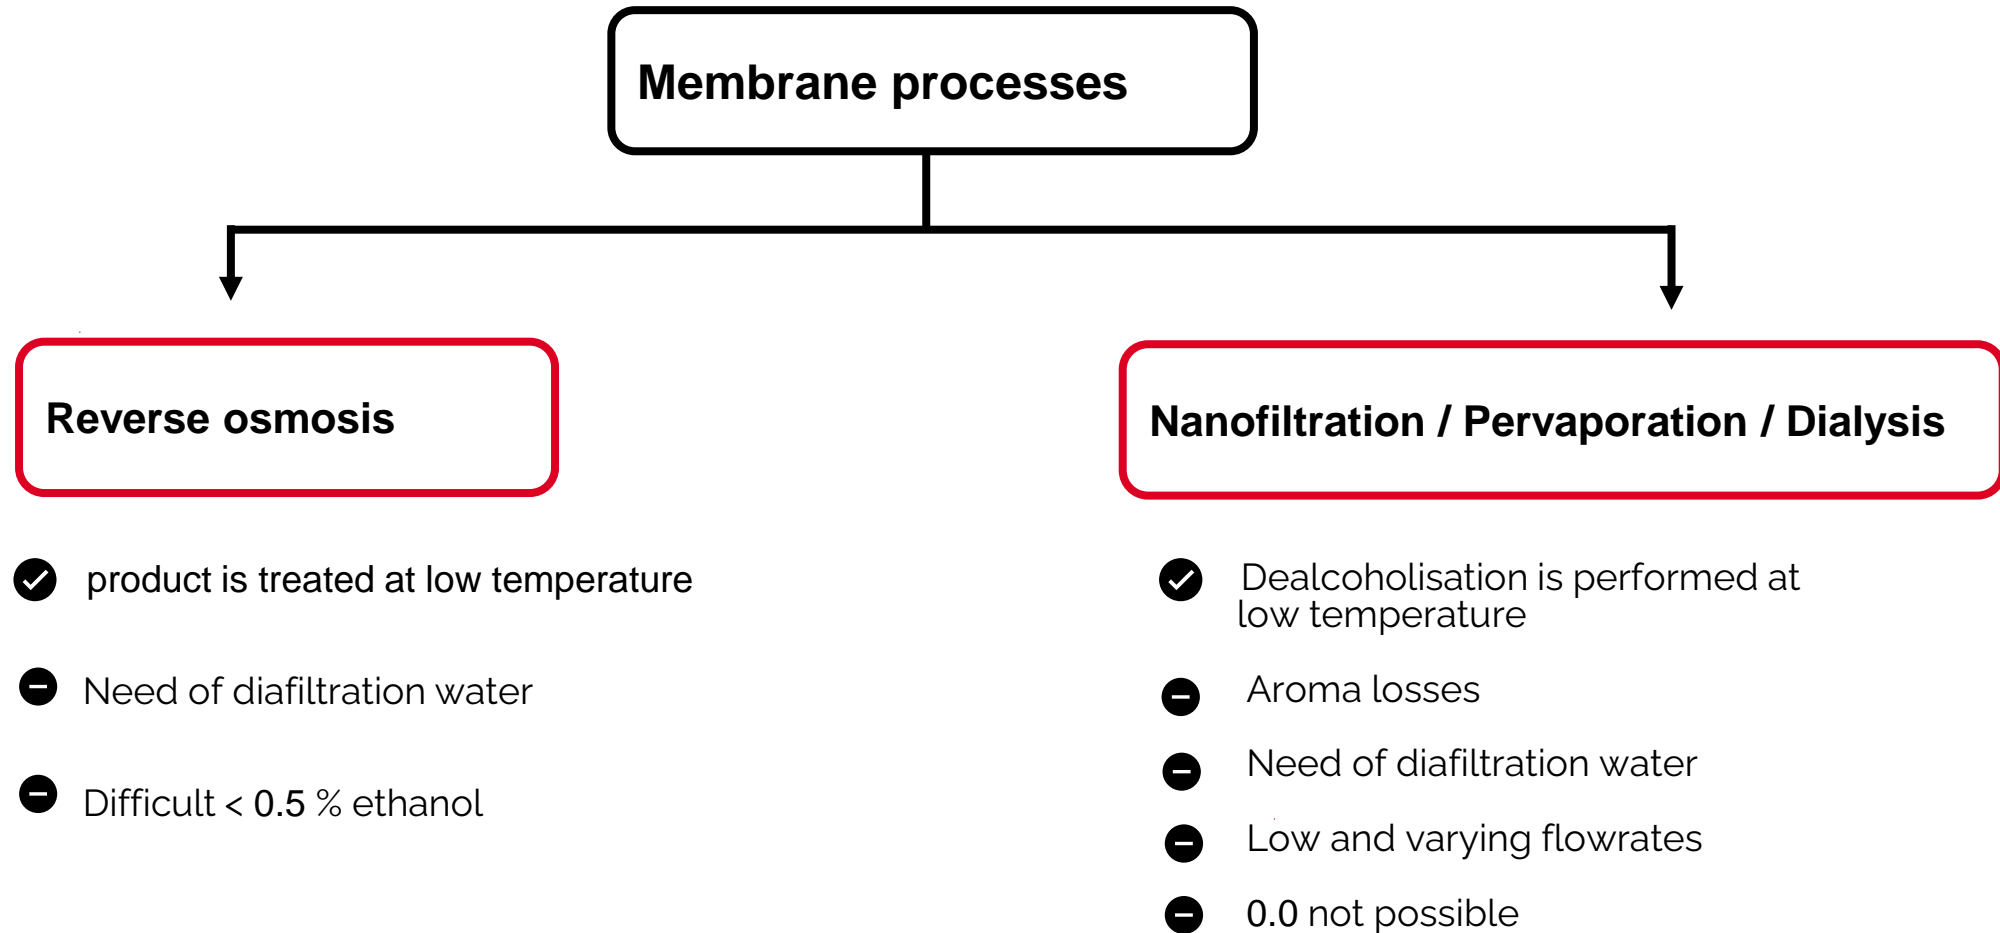 Membrane processes
Reverse osmosis
product is treated at low temperature
Need of diafiltration water
Difficult < 0.5 % ethanol
Nanofiltration / Pervaporation / Dialysis
Dealcoholisation is performed at
low temperature
Aroma losses
Need of diafiltration water
Low and varying flowrates
0.0 not possible